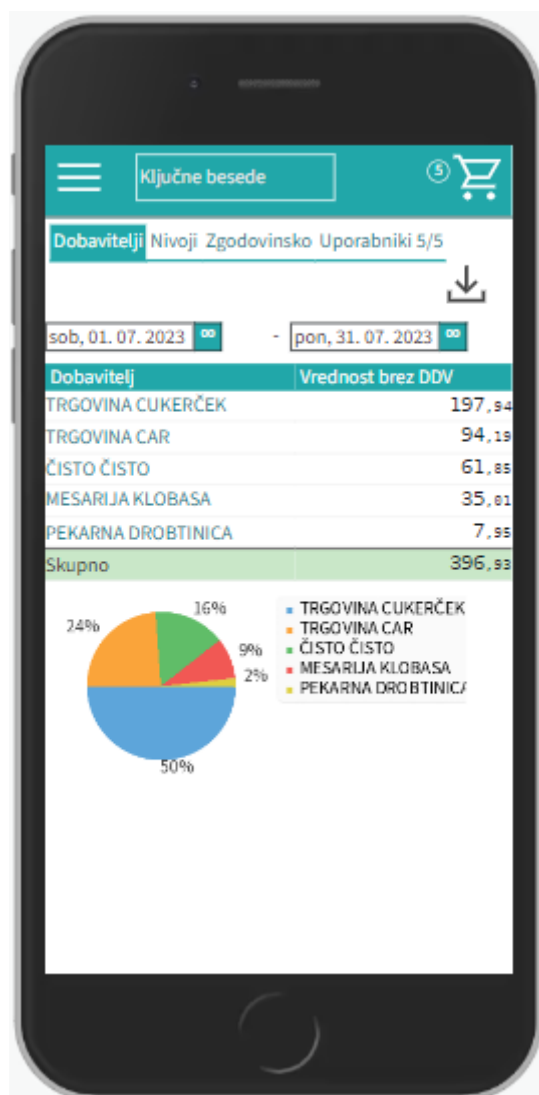 Ključne besede 5
Dobavitelji Nivoji Zgodovinsko Uporabniki 5/5
sob, 01. 07. 2023 - pon, 31. 07. 2023
Dobavitelj Vrednost brez DDV
TRGOVINA CUKERČEK 197,94
TRGOVINA CAR 94,19
ČISTO ČISTO 61,85
MESARIJA KLOBASA 35,01
PEKARNA DROBTINICA 7,95
Skupno 396,93
24%
16%
9%
2%
50%
TRGOVINA CUKERČEK
TRGOVINA CAR
ČISTO ČISTO
MESARIJA KLOBASA
PEKARNA DROBTINICA